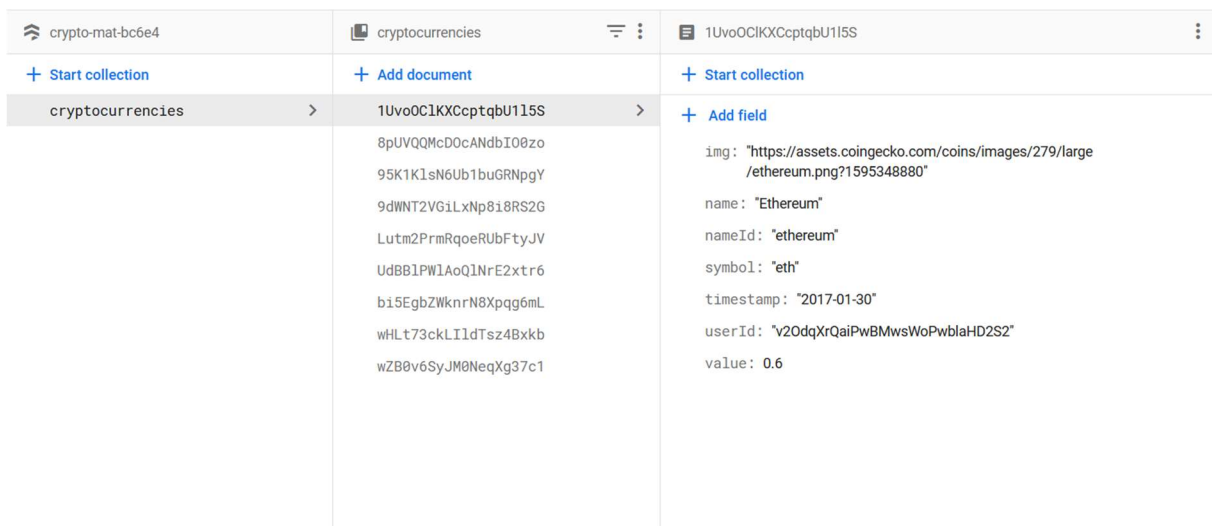 crypto-mat-bc6e4
Start collection
cryptocurrencies
cryptocurrencies
Add document
1UvoOClKXCcptqbU1l5S
8pUVQQMcDOcANdbIO0zo
95K1KlsN6Ub1buGRNpgY
9dWNT2VGiLxNp8i8RS2G
Lutm2PrmRqoeRUbFtyJV
UdBBlPWlAoQlNrE2xtr6
bi5EgbZWknrN8Xpqg6mL
wHLt73ckLIldTsz4Bxkb
wZB0v6SyJM0NeqXg37c1
1UvoOClKXCcptqbU1l5S
Start collection
Add field
img: "https://assets.coingecko.com/coins/images/279/large
/ethereum.png?1595348880"
name: "Ethereum"
nameId: "ethereum"
symbol: "eth"
timestamp: "2017-01-30"
userId: "v2OdqXrQaiPwBMwsWoPwblaHD2S2"
value: 0.6